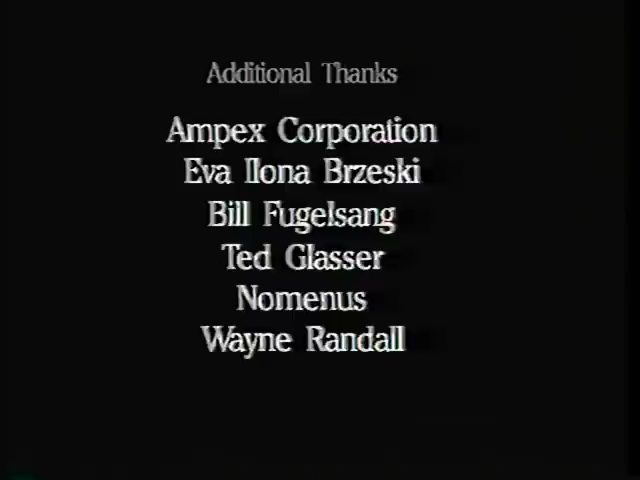 Additional Thanks
Ampex Corporation
Eva Ilona Brzeski
Bill Fugelsang
Ted Glasser
Nomenus
Wayne Randall